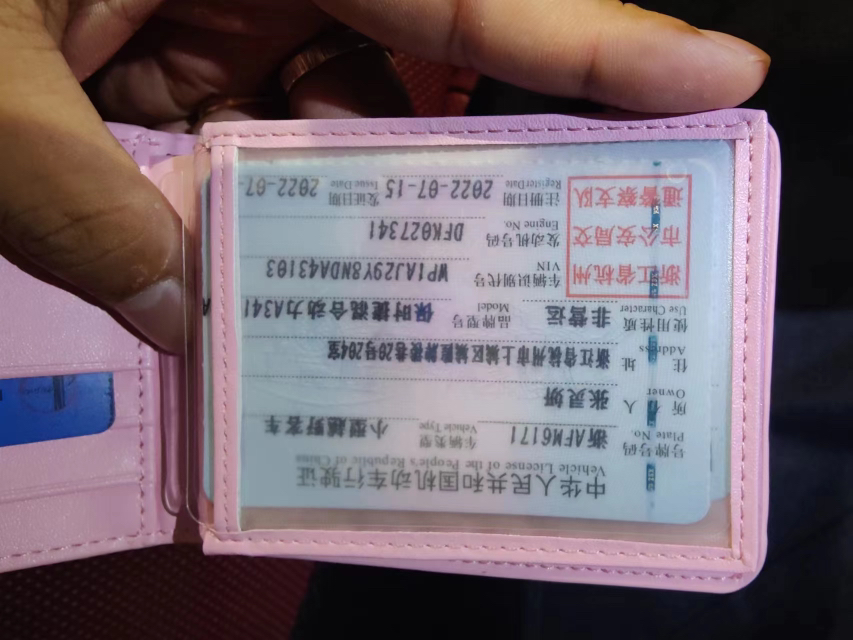 中华人民共和国机动车行驶证
Vehicle License of the People's Republic of China
号牌号码 浙AFM6171 车辆类型 小型越野客车
Plate No. Vehicle Type
所有人 张灵妍
Owner
住址 浙江省杭州市上城区城20号204室
Address
使用性质 非营运 品牌型号 保时捷混合动力
Use Character Model
浙江省杭州
市公安局交
通警察支队
车辆识别代号 WP1AJ29Y8NDA43103
VIN
发动机号码 DFK027341
Engine No.
注册日期 2022-07-15 发证日期 2022-07
Register Date Issue Date